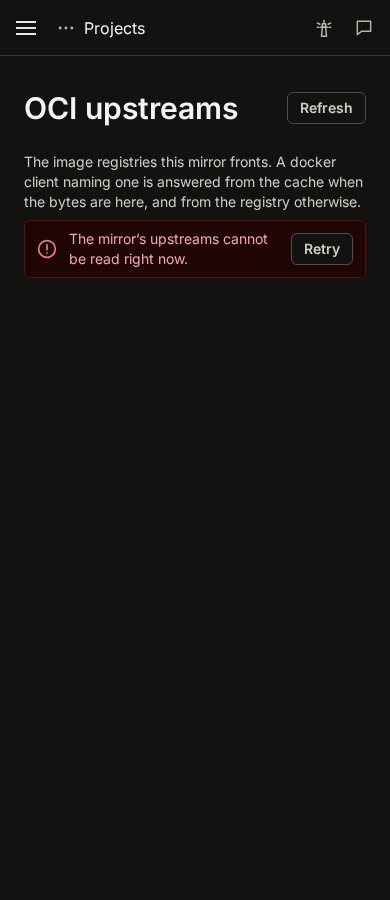 Projects
OCI upstreams
Refresh
The image registries this mirror fronts. A docker
client naming one is answered from the cache when
the bytes are here, and from the registry otherwise.
The mirror’s upstreams cannot
be read right now.
Retry